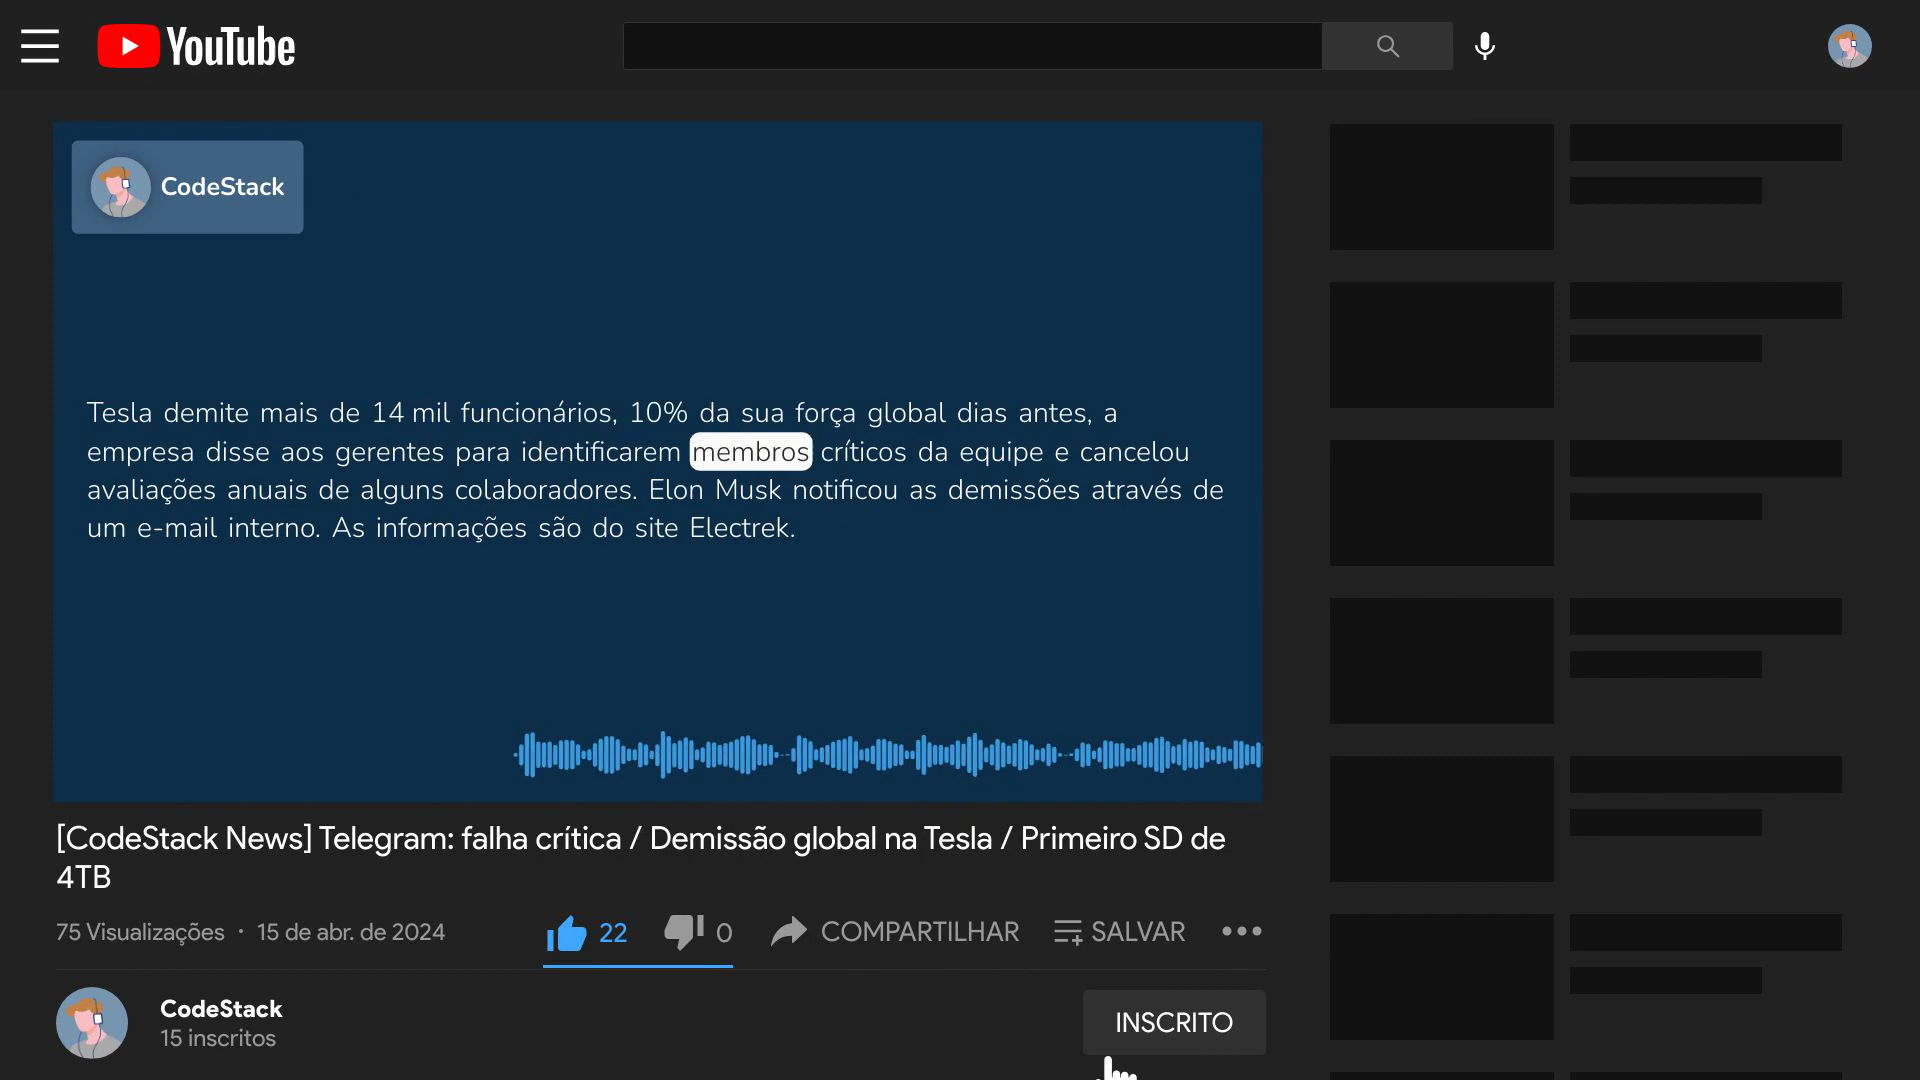 YouTube
CodeStack
Tesla demite mais de 14 mil funcionários, 10% da sua força global dias antes, a
empresa disse aos gerentes para identificarem membros críticos da equipe e cancelou
avaliações anuais de alguns colaboradores. Elon Musk notificou as demissões através de
um e-mail interno. As informações são do site Electrek.
[CodeStack News] Telegram: falha crítica / Demissão global na Tesla / Primeiro SD de
4TB
75 Visualizações • 15 de abr. de 2024
22
0
COMPARTILHAR
SALVAR
CodeStack
15 inscritos
INSCRITO